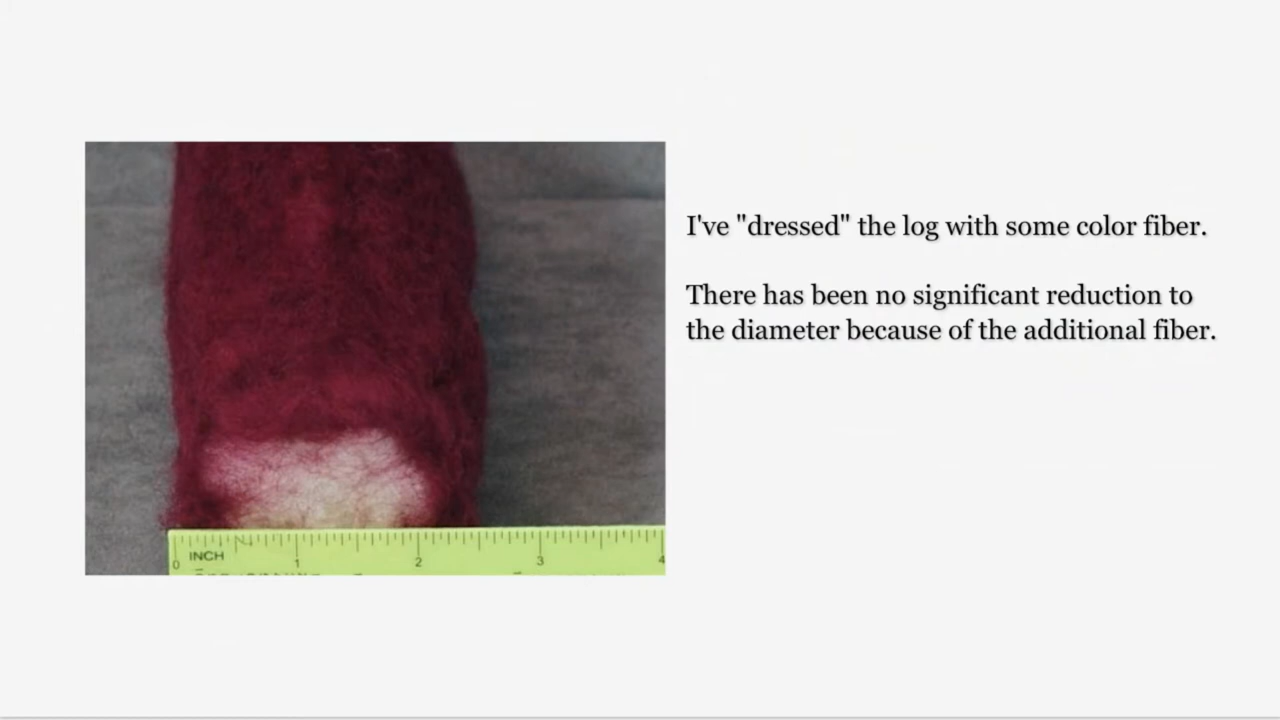 I've "dressed" the log with some color fiber.
There has been no significant reduction to
the diameter because of the additional fiber.
INCH
0 1 2 3 4